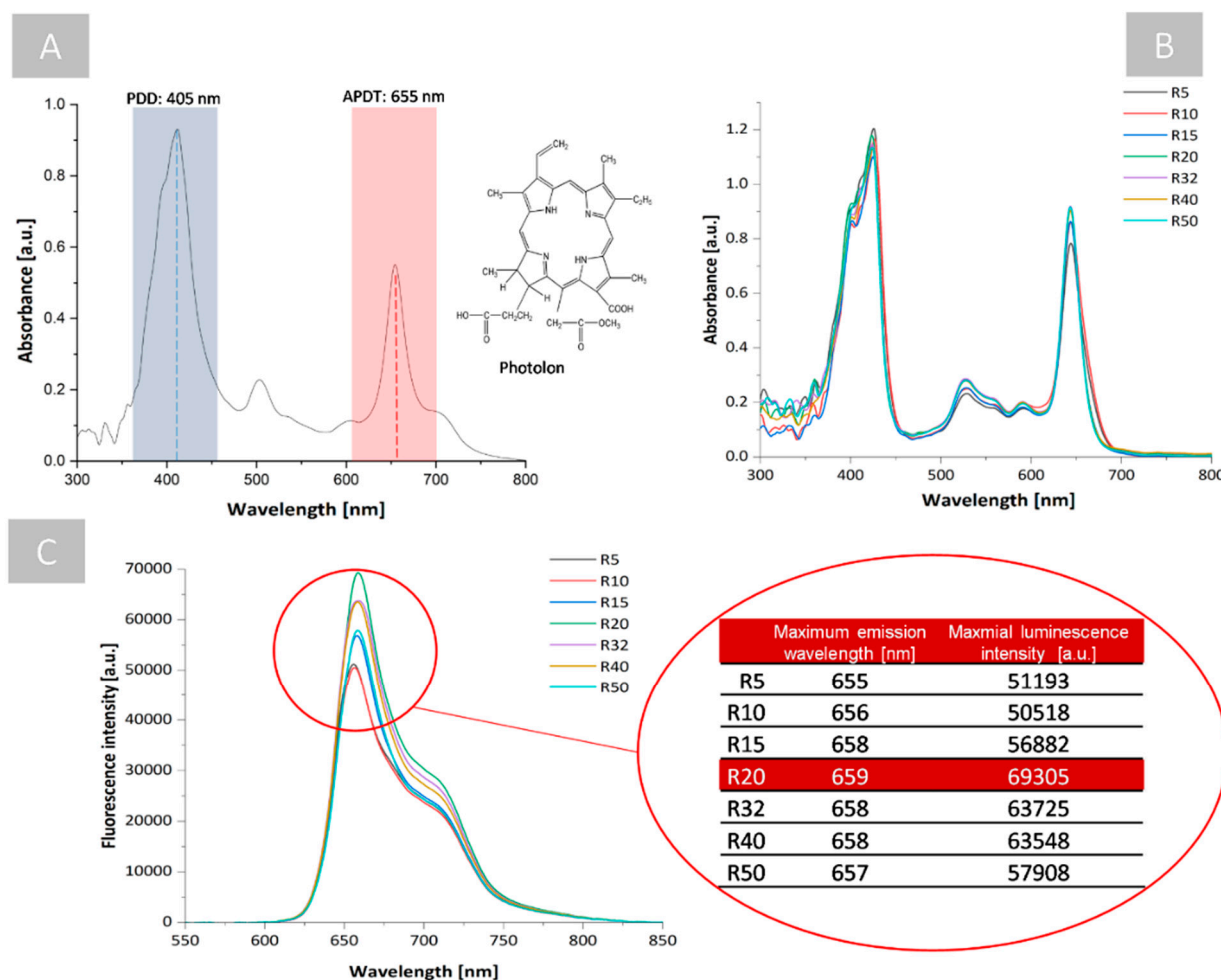 A
PDD: 405 nm
APDT: 655 nm
1.0
0.8
0.6
0.4
0.2
0.0
300
400
500
600
700
800
Absorbance [a.u.]
Wavelength [nm]
CH₂
CH₃
CH₃
C₂H₅
NH
N
N
HN
CH₃
CH₃
H
H
HO
CH₂CH₂
O
COOH
CH₂
C
OCH₃
O
Photolon
B
R5
R10
R15
R20
R32
R40
R50
1.2
1.0
0.8
0.6
0.4
0.2
0.0
300
400
500
600
700
800
Absorbance [a.u.]
Wavelength [nm]
C
R5
R10
R15
R20
R32
R40
R50
70000
60000
50000
40000
30000
20000
10000
0
550
600
650
700
750
800
850
Fluorescence intensity [a.u.]
Wavelength [nm]
Maximum emission wavelength [nm] Maxmial luminescence intensity [a.u.]
R5 655 51193
R10 656 50518
R15 658 56882
R20 659 69305
R32 658 63725
R40 658 63548
R50 657 57908